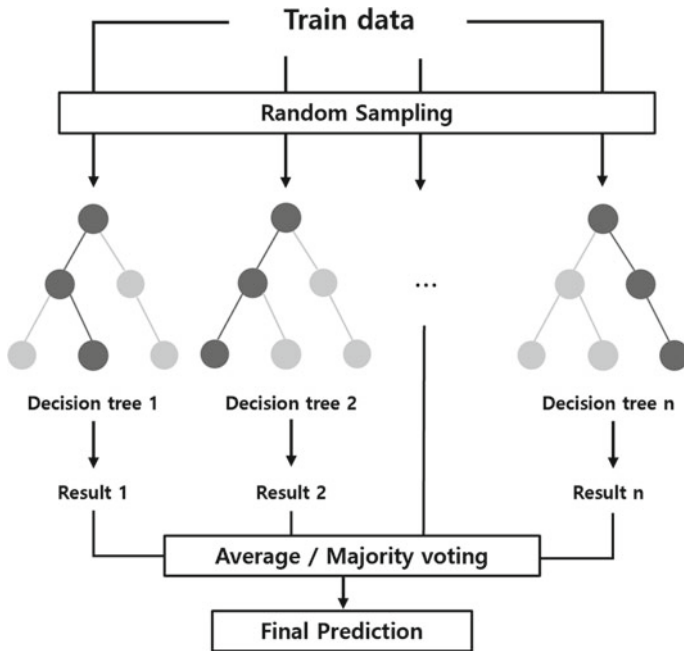 Train data
Random Sampling
...
Decision tree 1
Decision tree 2
Decision tree n
Result 1
Result 2
Result n
Average / Majority voting
Final Prediction